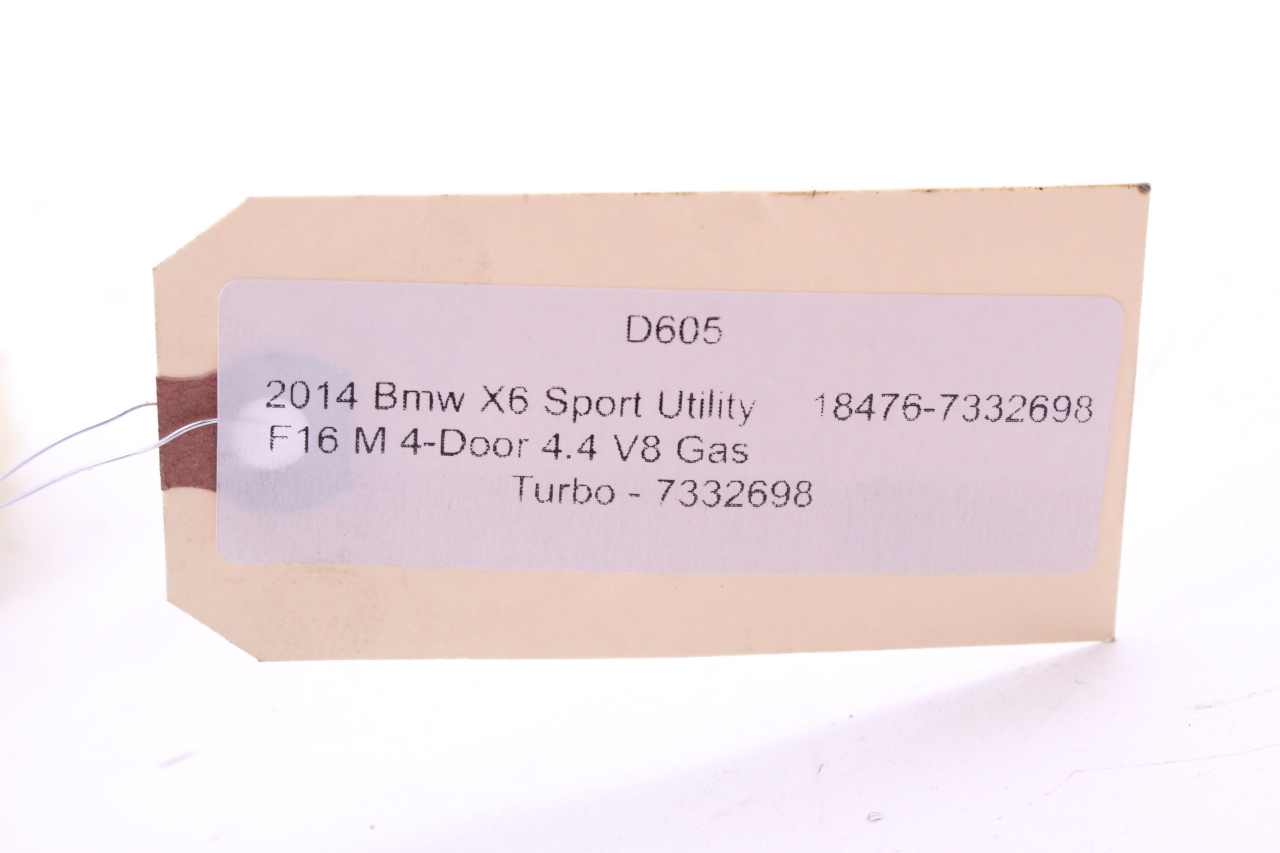 D605
2014 Bmw X6 Sport Utility 18476-7332698
F16 M 4-Door 4.4 V8 Gas
Turbo - 7332698